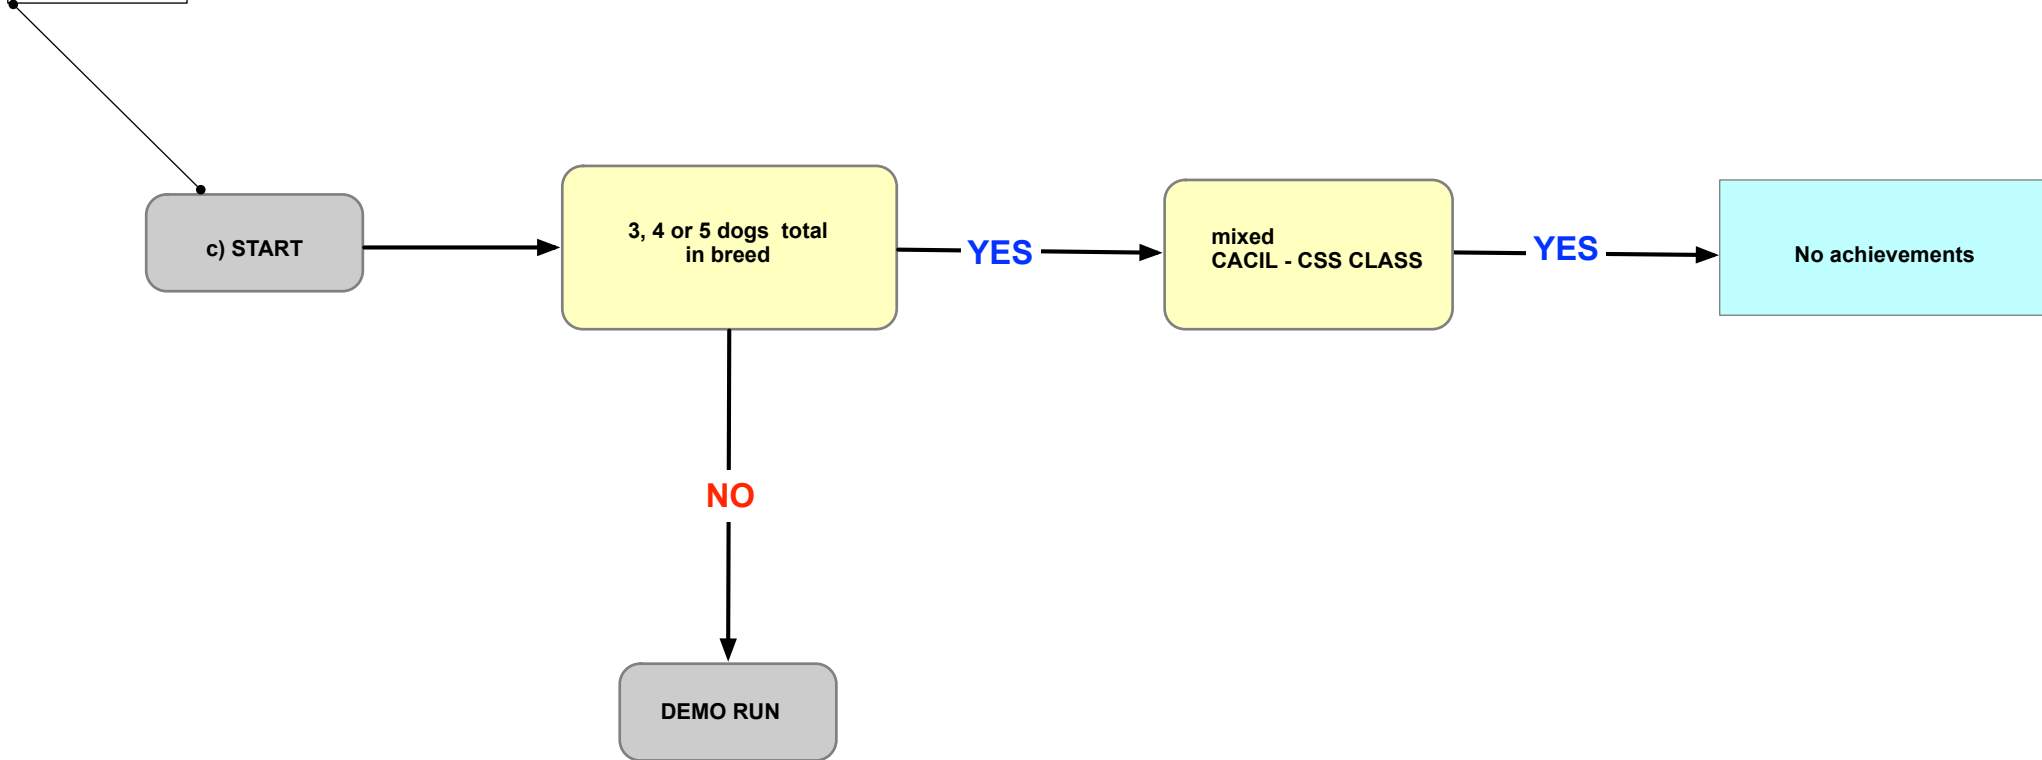 c) START
3, 4 or 5 dogs total
in breed
YES
mixed
CACIL - CSS CLASS
YES
No achievements
NO
DEMO RUN